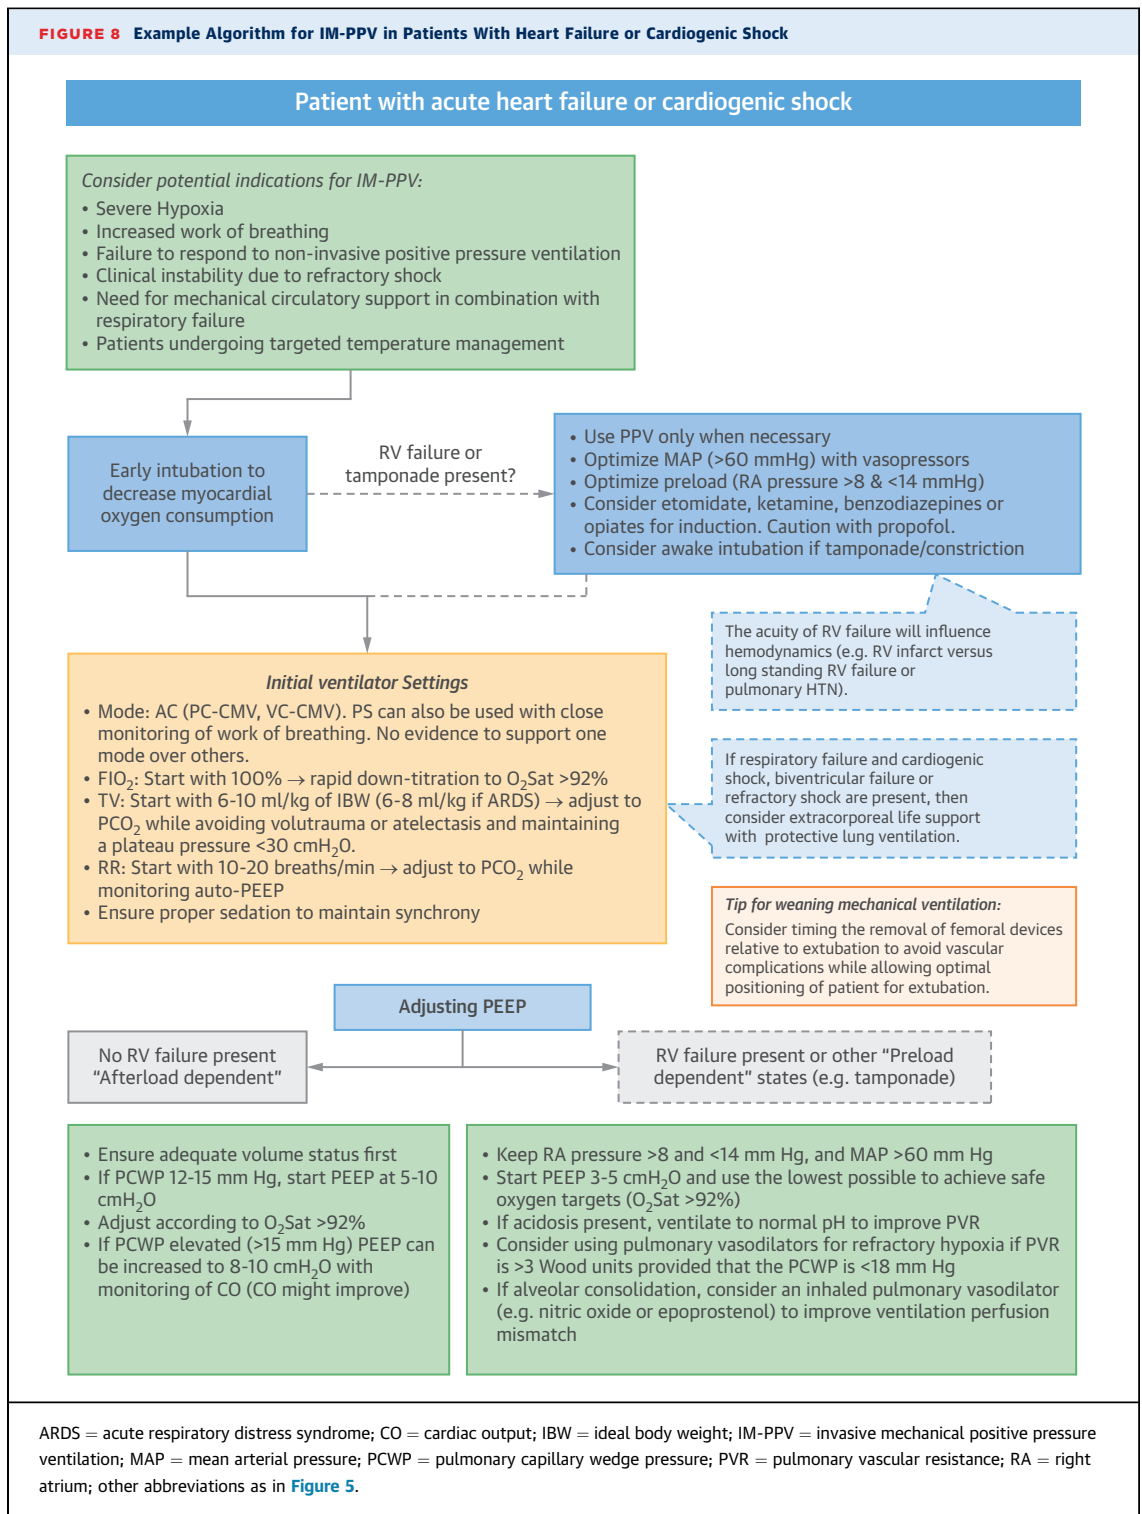 FIGURE 8 Example Algorithm for IM-PPV in Patients With Heart Failure or Cardiogenic Shock
Patient with acute heart failure or cardiogenic shock
Consider potential indications for IM-PPV:
• Severe Hypoxia
• Increased work of breathing
• Failure to respond to non-invasive positive pressure ventilation
• Clinical instability due to refractory shock
• Need for mechanical circulatory support in combination with
respiratory failure
• Patients undergoing targeted temperature management
Early intubation to
decrease myocardial
oxygen consumption
RV failure or
tamponade present?
• Use PPV only when necessary
• Optimize MAP (>60 mmHg) with vasopressors
• Optimize preload (RA pressure >8 & <14 mmHg)
• Consider etomidate, ketamine, benzodiazepines or
opiates for induction. Caution with propofol.
• Consider awake intubation if tamponade/constriction
The acuity of RV failure will influence
hemodynamics (e.g. RV infarct versus
long standing RV failure or
pulmonary HTN).
Initial ventilator Settings
• Mode: AC (PC-CMV, VC-CMV). PS can also be used with close
monitoring of work of breathing. No evidence to support one
mode over others.
• FIO₂: Start with 100% → rapid down-titration to O₂Sat >92%
• TV: Start with 6-10 ml/kg of IBW (6-8 ml/kg if ARDS) → adjust to
PCO₂ while avoiding volutrauma or atelectasis and maintaining
a plateau pressure <30 cmH₂0.
• RR: Start with 10-20 breaths/min → adjust to PCO₂ while
monitoring auto-PEEP
• Ensure proper sedation to maintain synchrony
If respiratory failure and cardiogenic
shock, biventricular failure or
refractory shock are present, then
consider extracorporeal life support
with protective lung ventilation.
Tip for weaning mechanical ventilation:
Consider timing the removal of femoral devices
relative to extubation to avoid vascular
complications while allowing optimal
positioning of patient for extubation.
Adjusting PEEP
No RV failure present
“Afterload dependent”
RV failure present or other “Preload
dependent” states (e.g. tamponade)
• Ensure adequate volume status first
• If PCWP 12-15 mm Hg, start PEEP at 5-10
cmH₂O
• Adjust according to O₂Sat >92%
• If PCWP elevated (>15 mm Hg) PEEP can
be increased to 8-10 cmH₂O with
monitoring of CO (CO might improve)
• Keep RA pressure >8 and <14 mm Hg, and MAP >60 mm Hg
• Start PEEP 3-5 cmH₂O and use the lowest possible to achieve safe
oxygen targets (O₂Sat >92%)
• If acidosis present, ventilate to normal pH to improve PVR
• Consider using pulmonary vasodilators for refractory hypoxia if PVR
is >3 Wood units provided that the PCWP is <18 mm Hg
• If alveolar consolidation, consider an inhaled pulmonary vasodilator
(e.g. nitric oxide or epoprostenol) to improve ventilation perfusion
mismatch
ARDS = acute respiratory distress syndrome; CO = cardiac output; IBW = ideal body weight; IM-PPV = invasive mechanical positive pressure
ventilation; MAP = mean arterial pressure; PCWP = pulmonary capillary wedge pressure; PVR = pulmonary vascular resistance; RA = right
atrium; other abbreviations as in Figure 5.